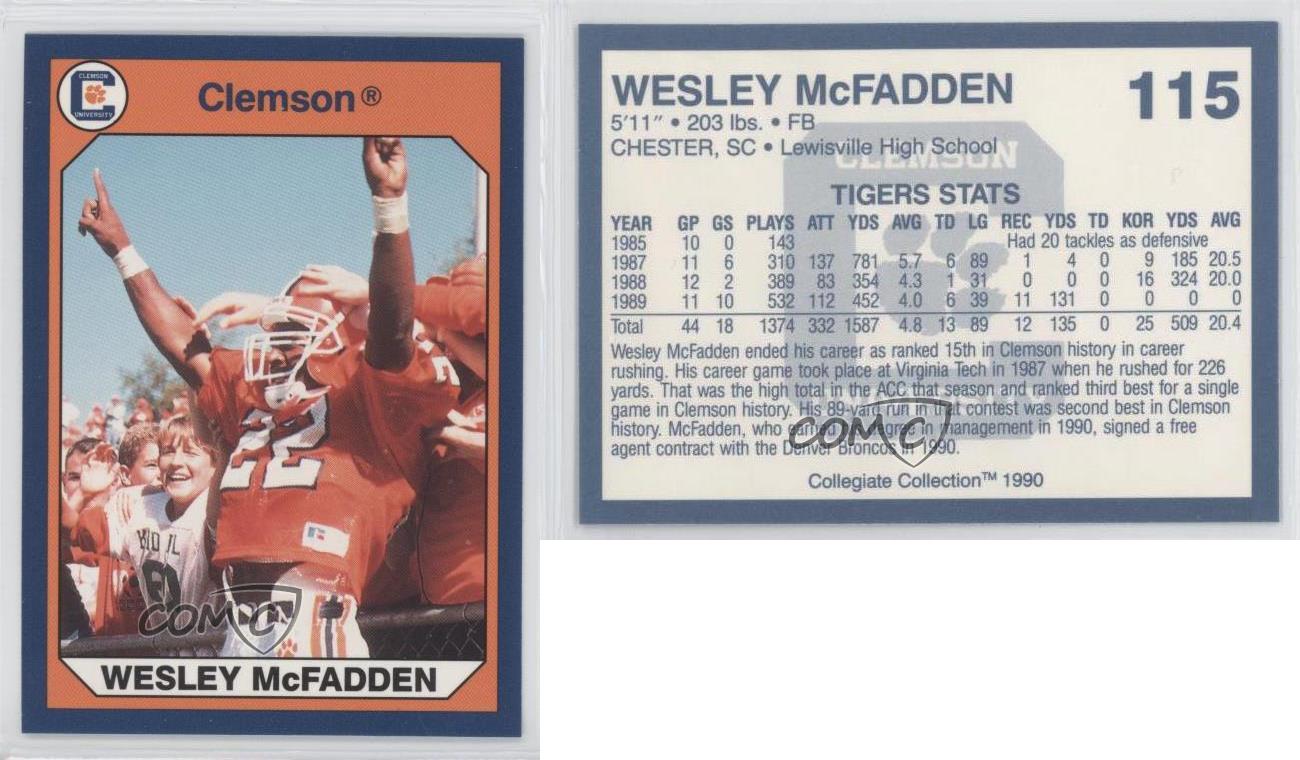 CLEMSON
UNIVERSITY
Clemson®
22
COMC
WESLEY McFADDEN
WESLEY McFADDEN 115
5'11" • 203 lbs. • FB
CHESTER, SC • Lewisville High School
CLEMSON
TIGERS STATS
YEAR GP GS PLAYS ATT YDS AVG TD LG REC YDS TD KOR YDS AVG
1985 10 0 143 Had 20 tackles as defensive
1987 11 6 310 137 781 5.7 6 89 1 4 0 9 185 20.5
1988 12 2 389 83 354 4.3 1 31 0 0 0 16 324 20.0
1989 11 10 532 112 452 4.0 6 39 11 131 0 0 0 0
Total 44 18 1374 332 1587 4.8 13 89 12 135 0 25 509 20.4
Wesley McFadden ended his career as ranked 15th in Clemson history in career
rushing. His career game took place at Virginia Tech in 1987 when he rushed for 226
yards. That was the high total in the ACC that season and ranked third best for a single
game in Clemson history. His 89-yard run in that contest was second best in Clemson
history. McFadden, who earned a degree in management in 1990, signed a free
agent contract with the Denver Broncos in 1990.
COMC
Collegiate Collection™ 1990